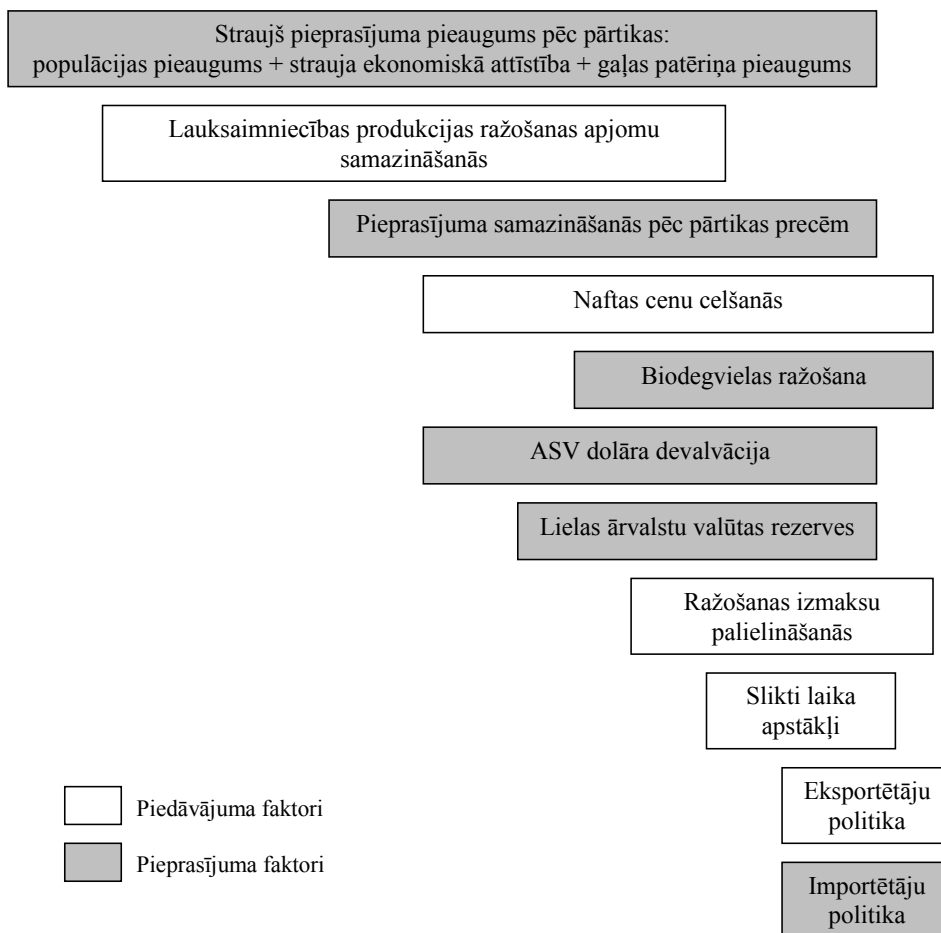 Straujš pieprasījuma pieaugums pēc pārtikas:
populācijas pieaugums + strauja ekonomiskā attīstība + gaļas patēriņa pieaugums
Lauksaimniecības produkcijas ražošanas apjomu
samazināšanās
Pieprasījuma samazināšanās pēc pārtikas precēm
Naftas cenu celšanās
Biodegvielas ražošana
ASV dolāra devalvācija
Lielas ārvalstu valūtas rezerves
Ražošanas izmaksu
palielināšanās
Slikti laika
apstākļi
Eksportētāju
politika
Piedāvājuma faktori
Pieprasījuma faktori
Importētāju
politika